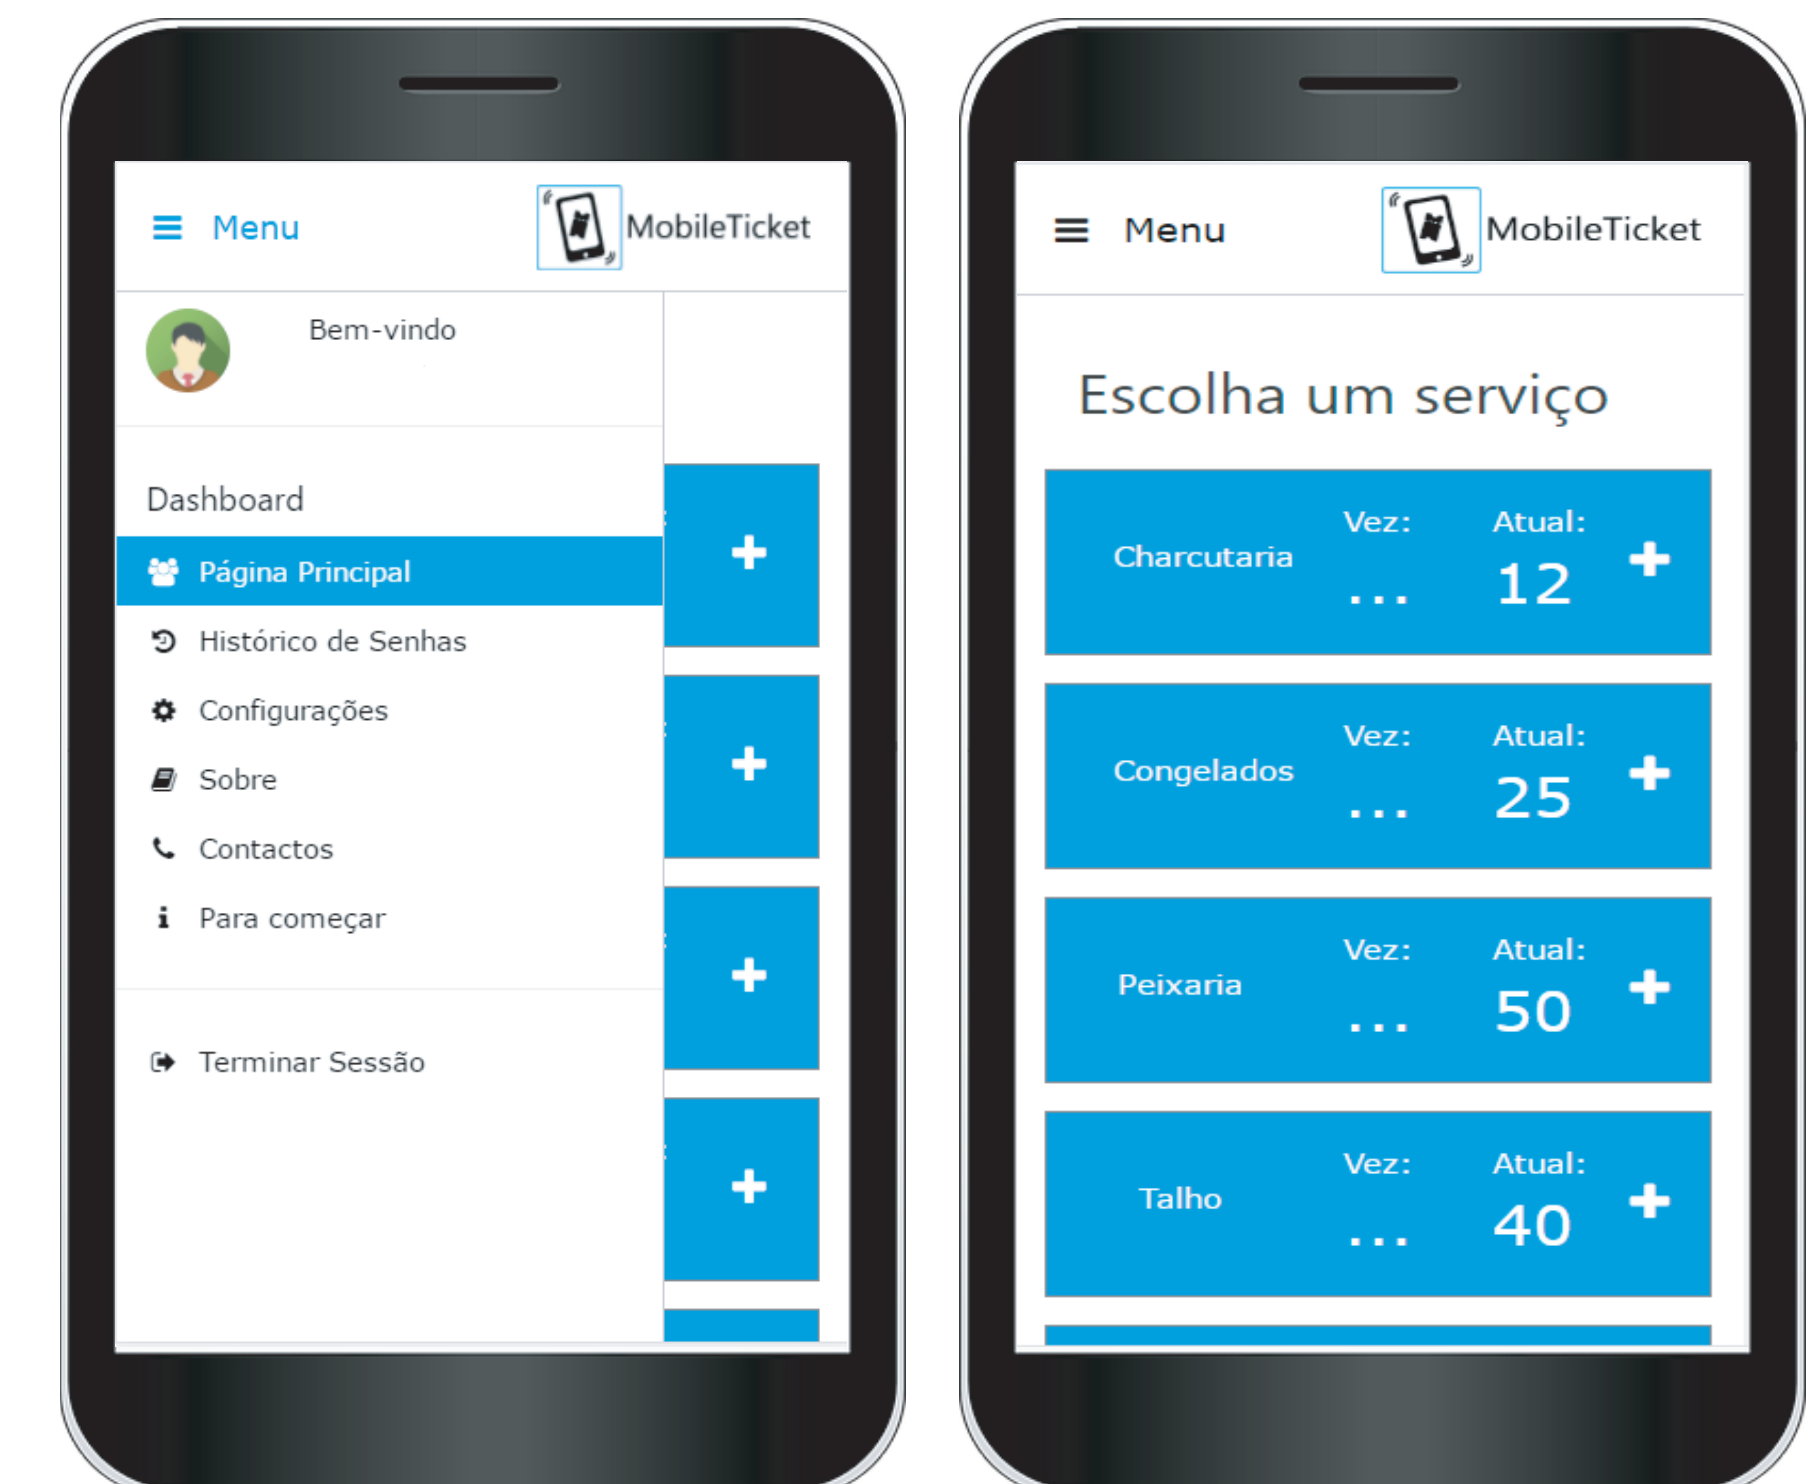 Menu
MobileTicket
Bem-vindo
Dashboard
Página Principal
Histórico de Senhas
Configurações
Sobre
Contactos
Para começar
Terminar Sessão
Menu
MobileTicket
Escolha um serviço
Charcutaria
Vez:
...
Atual:
12
Congelados
Vez:
...
Atual:
25
Peixaria
Vez:
...
Atual:
50
Talho
Vez:
...
Atual:
40